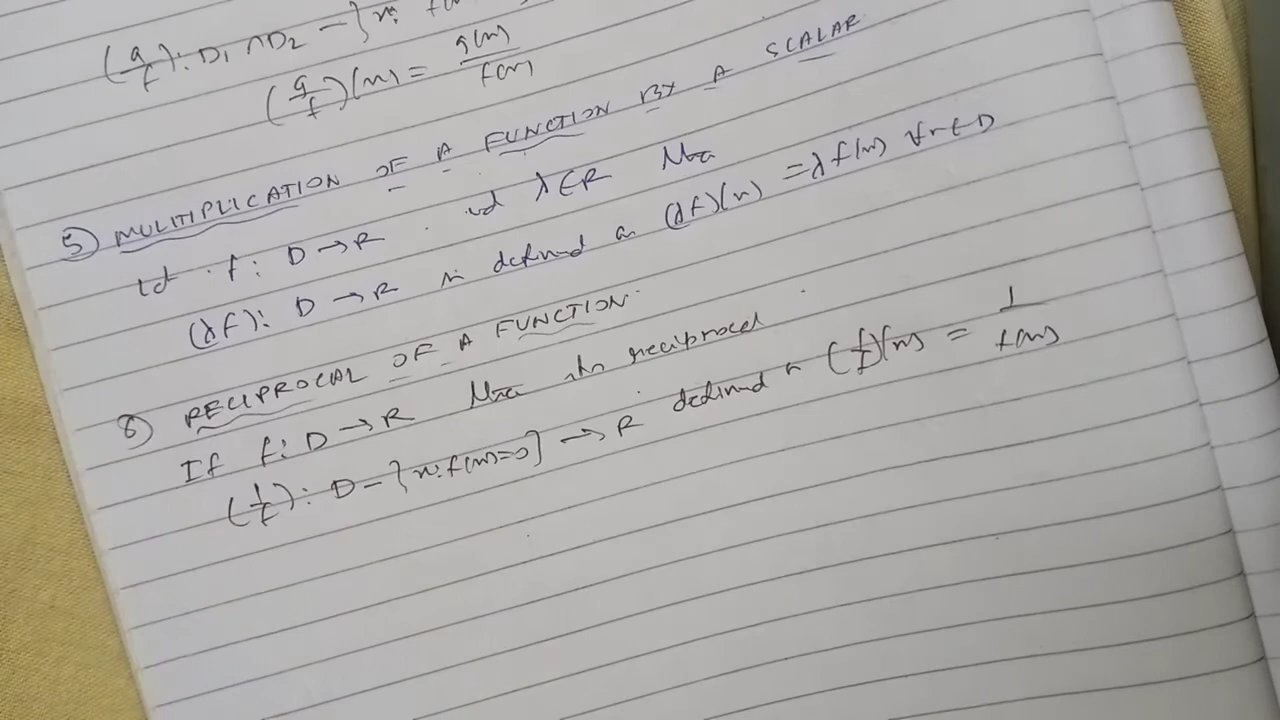 (g/f): D₁ ∩ D₂ - {x:
(g/f)(x) = g(x)/f(x)
5) MULTIPLICATION OF A FUNCTION BY A SCALAR
Let f: D → R and λ ∈ R then
(λf): D → R is defined as (λf)(x) = λ f(x) ∀ x ∈ D
6) RECIPROCAL OF A FUNCTION
If f: D → R then its reciprocal
(1/f): D - {x: f(x)=0} → R defined as (1/f)(x) = 1/f(x)